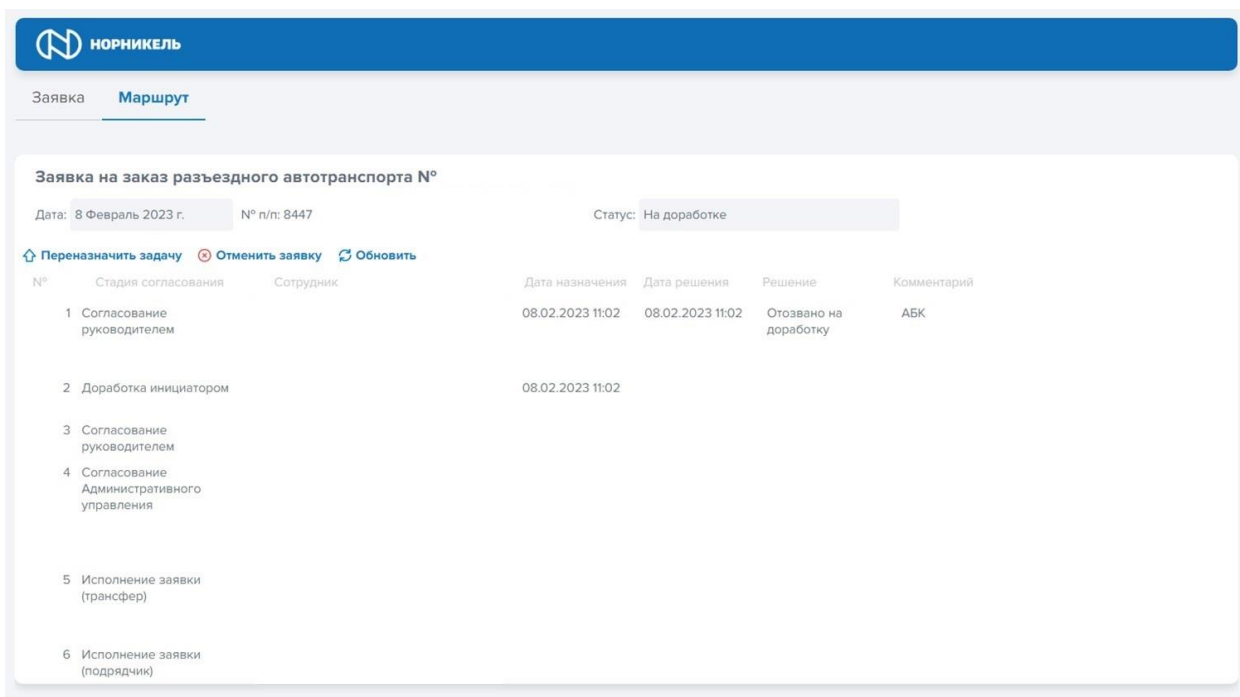 НОРНИКЕЛЬ
Заявка Маршрут
Заявка на заказ разъездного автотранспорта №
Дата: 8 Февраль 2023 г. № п/п: 8447 Статус: На доработке
Переназначить задачу Отменить заявку Обновить
№ Стадия согласования Сотрудник Дата назначения Дата решения Решение Комментарий
1 Согласование 08.02.2023 11:02 08.02.2023 11:02 Отозвано на АБК
руководителем доработку
2 Доработка инициатором 08.02.2023 11:02
3 Согласование
руководителем
4 Согласование
Административного
управления
5 Исполнение заявки
(трансфер)
6 Исполнение заявки
(подрядчик)